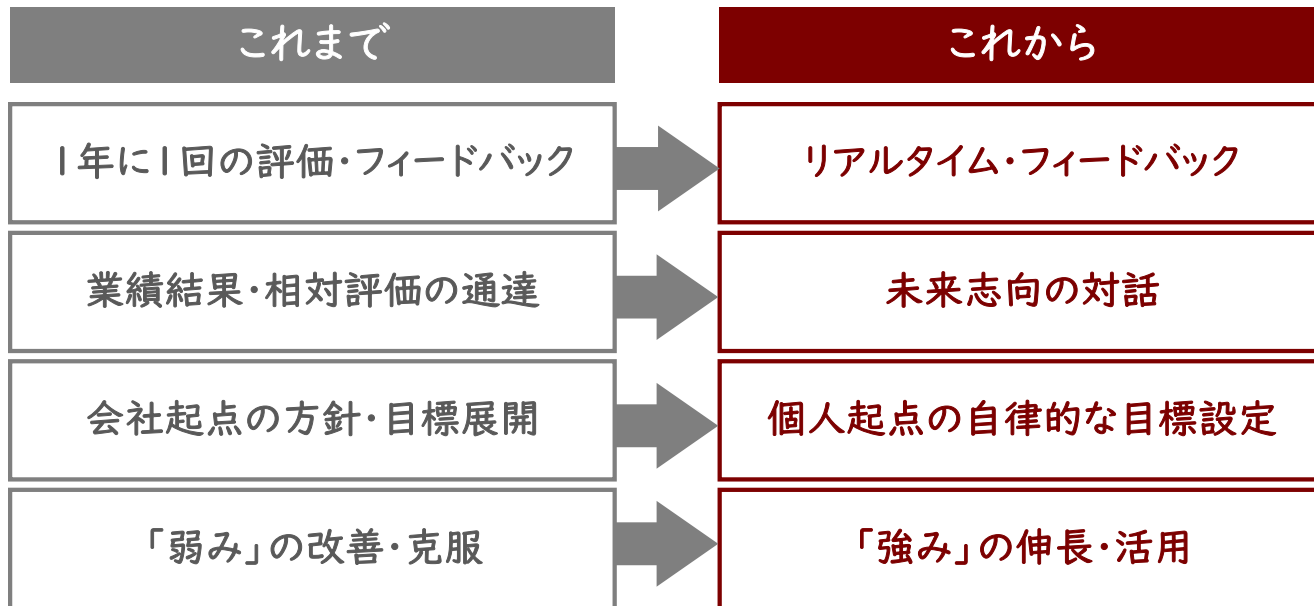 これまで
これから
1年に1回の評価・フィードバック
リアルタイム・フィードバック
業績結果・相対評価の通達
未来志向の対話
会社起点の方針・目標展開
個人起点の自律的な目標設定
「弱み」の改善・克服
「強み」の伸長・活用